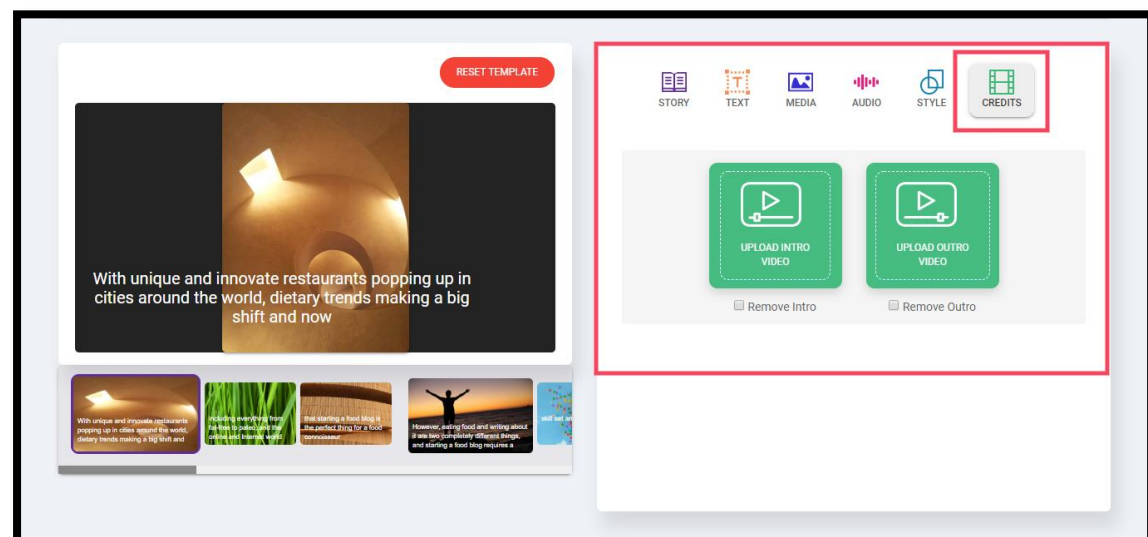 RESET TEMPLATE
With unique and innovate restaurants popping up in
cities around the world, dietary trends making a big
shift and now
With unique and innovate restaurants
popping up in cities around the world,
dietary trends making a big shift and
including everything from
fat-free to paleo, and the
online and Internet world
that starting a food blog is
the perfect thing for a food
connoisseur
However, eating food and writing about
it are two completely different things,
and starting a food blog requires a
skill set an
STORY
TEXT
MEDIA
AUDIO
STYLE
CREDITS
UPLOAD INTRO
VIDEO
UPLOAD OUTRO
VIDEO
Remove Intro
Remove Outro